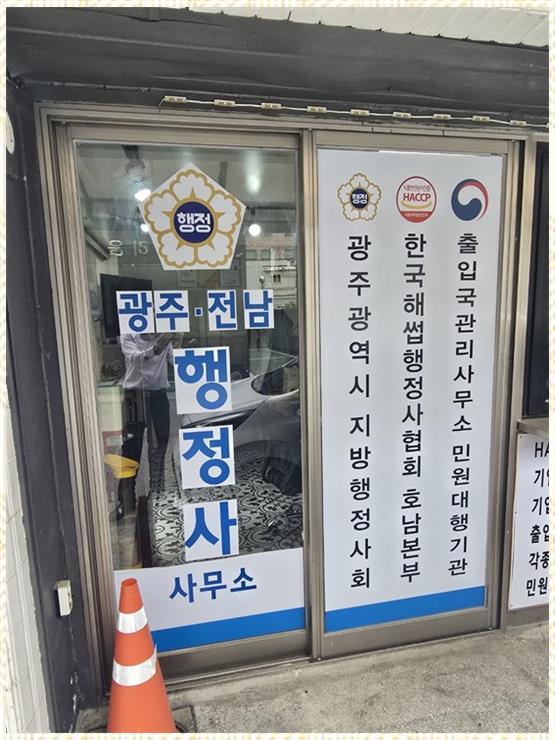 행정
광주·전남
행정사
사무소
행정
HACCP
광주광역시 지방행정사회
한국해썹행정사협회 호남본부
출입국관리사무소 민원대행기관
HA
기업
기업
출입
각종
민원